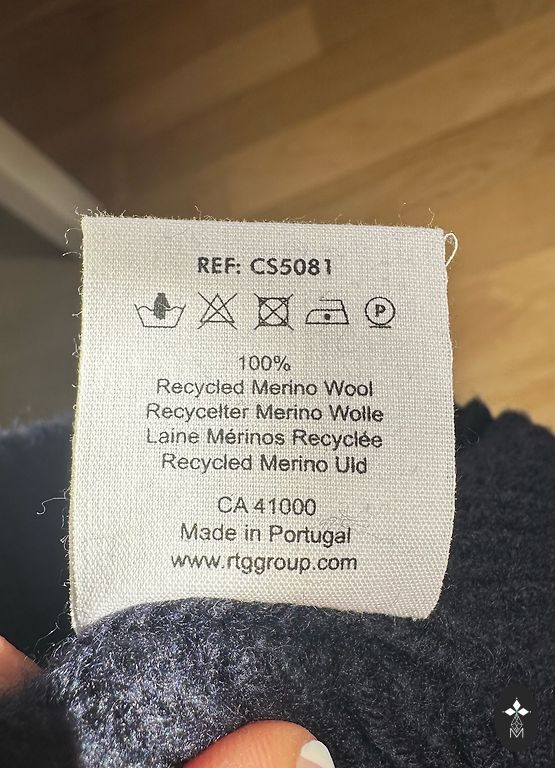 REF: CS5081
P
100%
Recycled Merino Wool
Recycelter Merino Wolle
Laine Mérinos Recyclée
Recycled Merino Uld
CA 41000
Made in Portugal
www.rtggroup.com
M